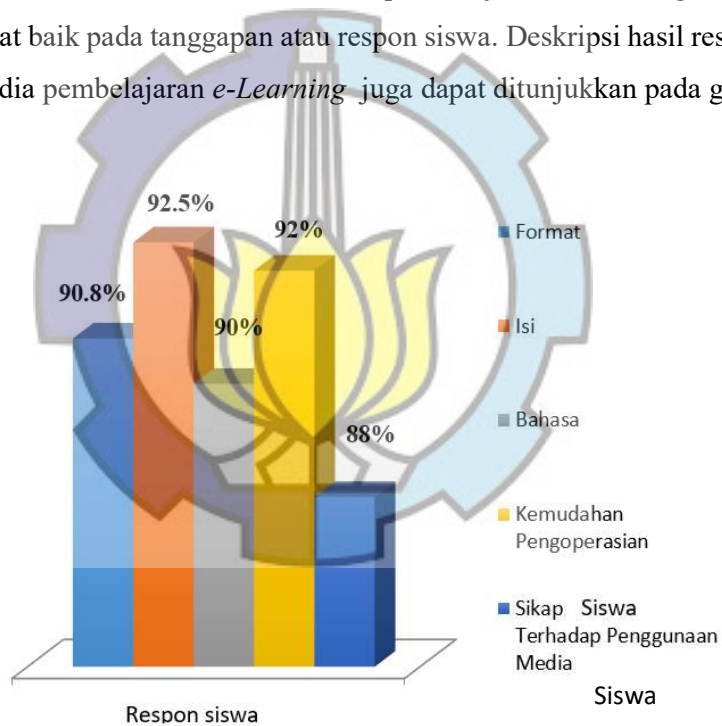 at baik pada tanggapan atau respon siswa. Deskripsi hasil res
dia pembelajaran e-Learning juga dapat ditunjukkan pada g
92.5%
92%
90.8%
90%
88%
Format
Isi
Bahasa
Kemudahan
Pengoperasian
Sikap Siswa
Terhadap Penggunaan
Media
Siswa
Respon siswa